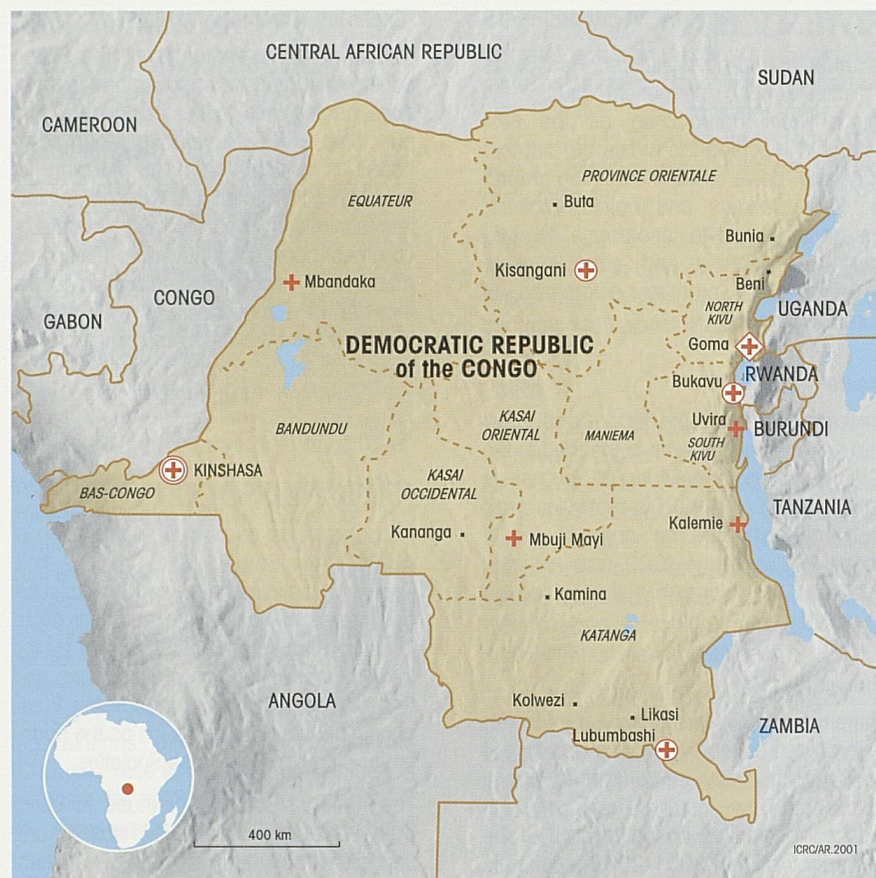 CENTRAL AFRICAN REPUBLIC
SUDAN
CAMEROON
PROVINCE ORIENTALE
EQUATEUR
Buta
Bunia
Kisangani
Mbandaka
Beni
CONGO
NORTH
KIVU
UGANDA
GABON
DEMOCRATIC REPUBLIC
of the CONGO
Goma
RWANDA
Bukavu
KASAI
ORIENTAL
Uvira
BANDUNDU
MANIEMA
BURUNDI
SOUTH
KIVU
KINSHASA
KASAI
OCCIDENTAL
BAS-CONGO
TANZANIA
Kalemie
Kananga
Mbuji Mayi
Kamina
KATANGA
ANGOLA
Kolwezi
Likasi
ZAMBIA
Lubumbashi
400 km
ICRC/AR.2001